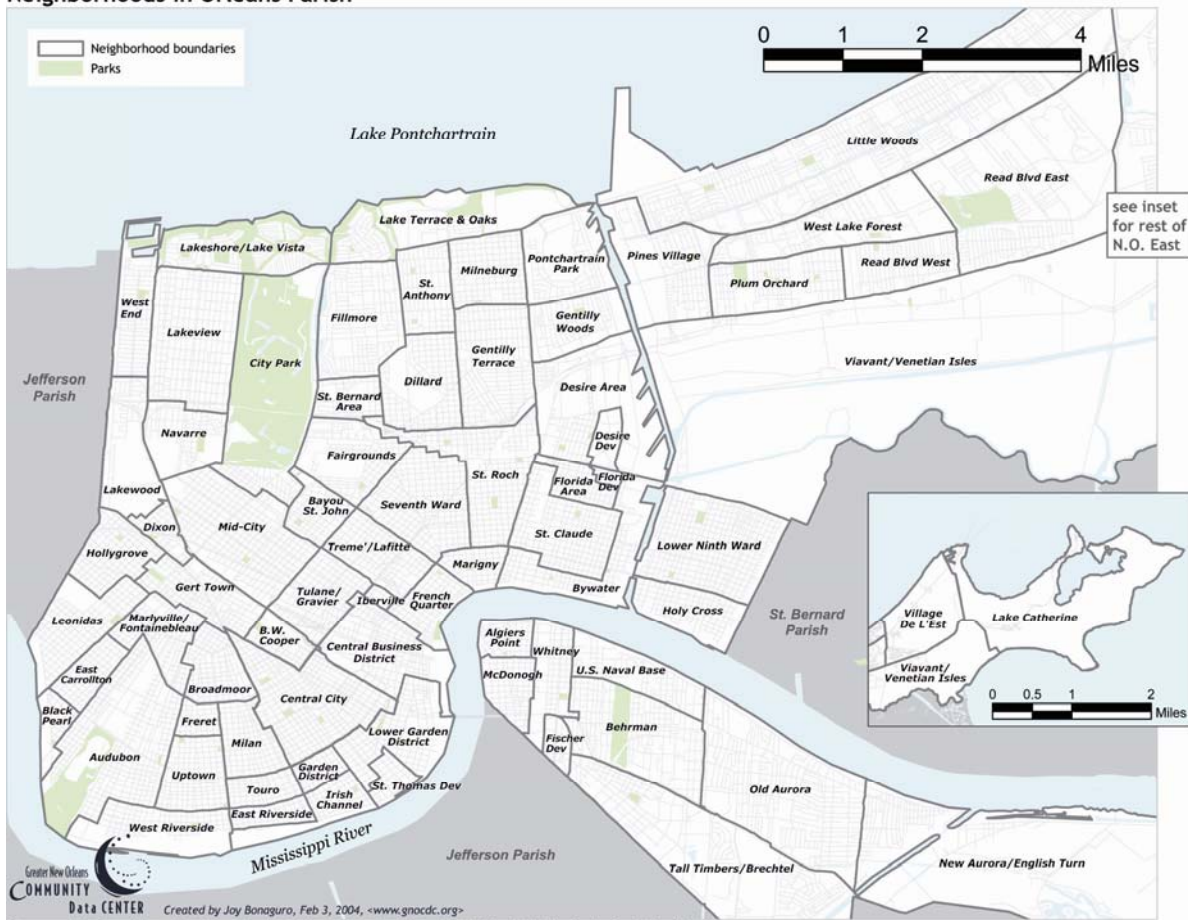 Neighborhoods in Orleans Parish
Neighborhood boundaries
Parks
0 1 2 4
Miles
Lake Pontchartrain
Little Woods
Read Blvd East
see inset
for rest of
N.O. East
Lake Terrace & Oaks
Lakeshore/Lake Vista
West Lake Forest
Pontchartrain
Park
Pines Village
Read Blvd West
Milneburg
St.
Anthony
Plum Orchard
West
End
Lakeview
Fillmore
Gentilly
Woods
City Park
Gentilly
Terrace
Viavant/Venetian Isles
Jefferson
Parish
Dillard
Desire Area
St. Bernard
Area
Navarre
Desire
Dev
Fairgrounds
St. Roch
Lakewood
Florida
Area
Florida
Dev
Bayou
St. John
Seventh Ward
Dixon
Mid-City
St. Claude
Lower Ninth Ward
Hollygrove
Treme'/Lafitte
Marigny
Gert Town
Tulane/
Gravier
Iberville
French
Quarter
Bywater
Holy Cross
St. Bernard
Parish
Village
De L'Est
Lake Catherine
Leonidas
Marlyville/
Fontainebleau
B.W.
Cooper
Central Business
District
Algiers
Point
Whitney
U.S. Naval Base
McDonogh
Viavant/
Venetian Isles
East
Carrollton
Broadmoor
Central City
0 0.5 1 2
Miles
Black
Pearl
Freret
Lower Garden
District
Behrman
Milan
Fischer
Dev
Audubon
Uptown
Garden
District
St. Thomas Dev
Touro
Irish
Channel
Old Aurora
East Riverside
West Riverside
Mississippi River
Jefferson Parish
Tall Timbers/Brechtel
New Aurora/English Turn
Greater New Orleans
COMMUNITY
Data CENTER
Created by Joy Bonaguro, Feb 3, 2004, <www.gnocdc.org>